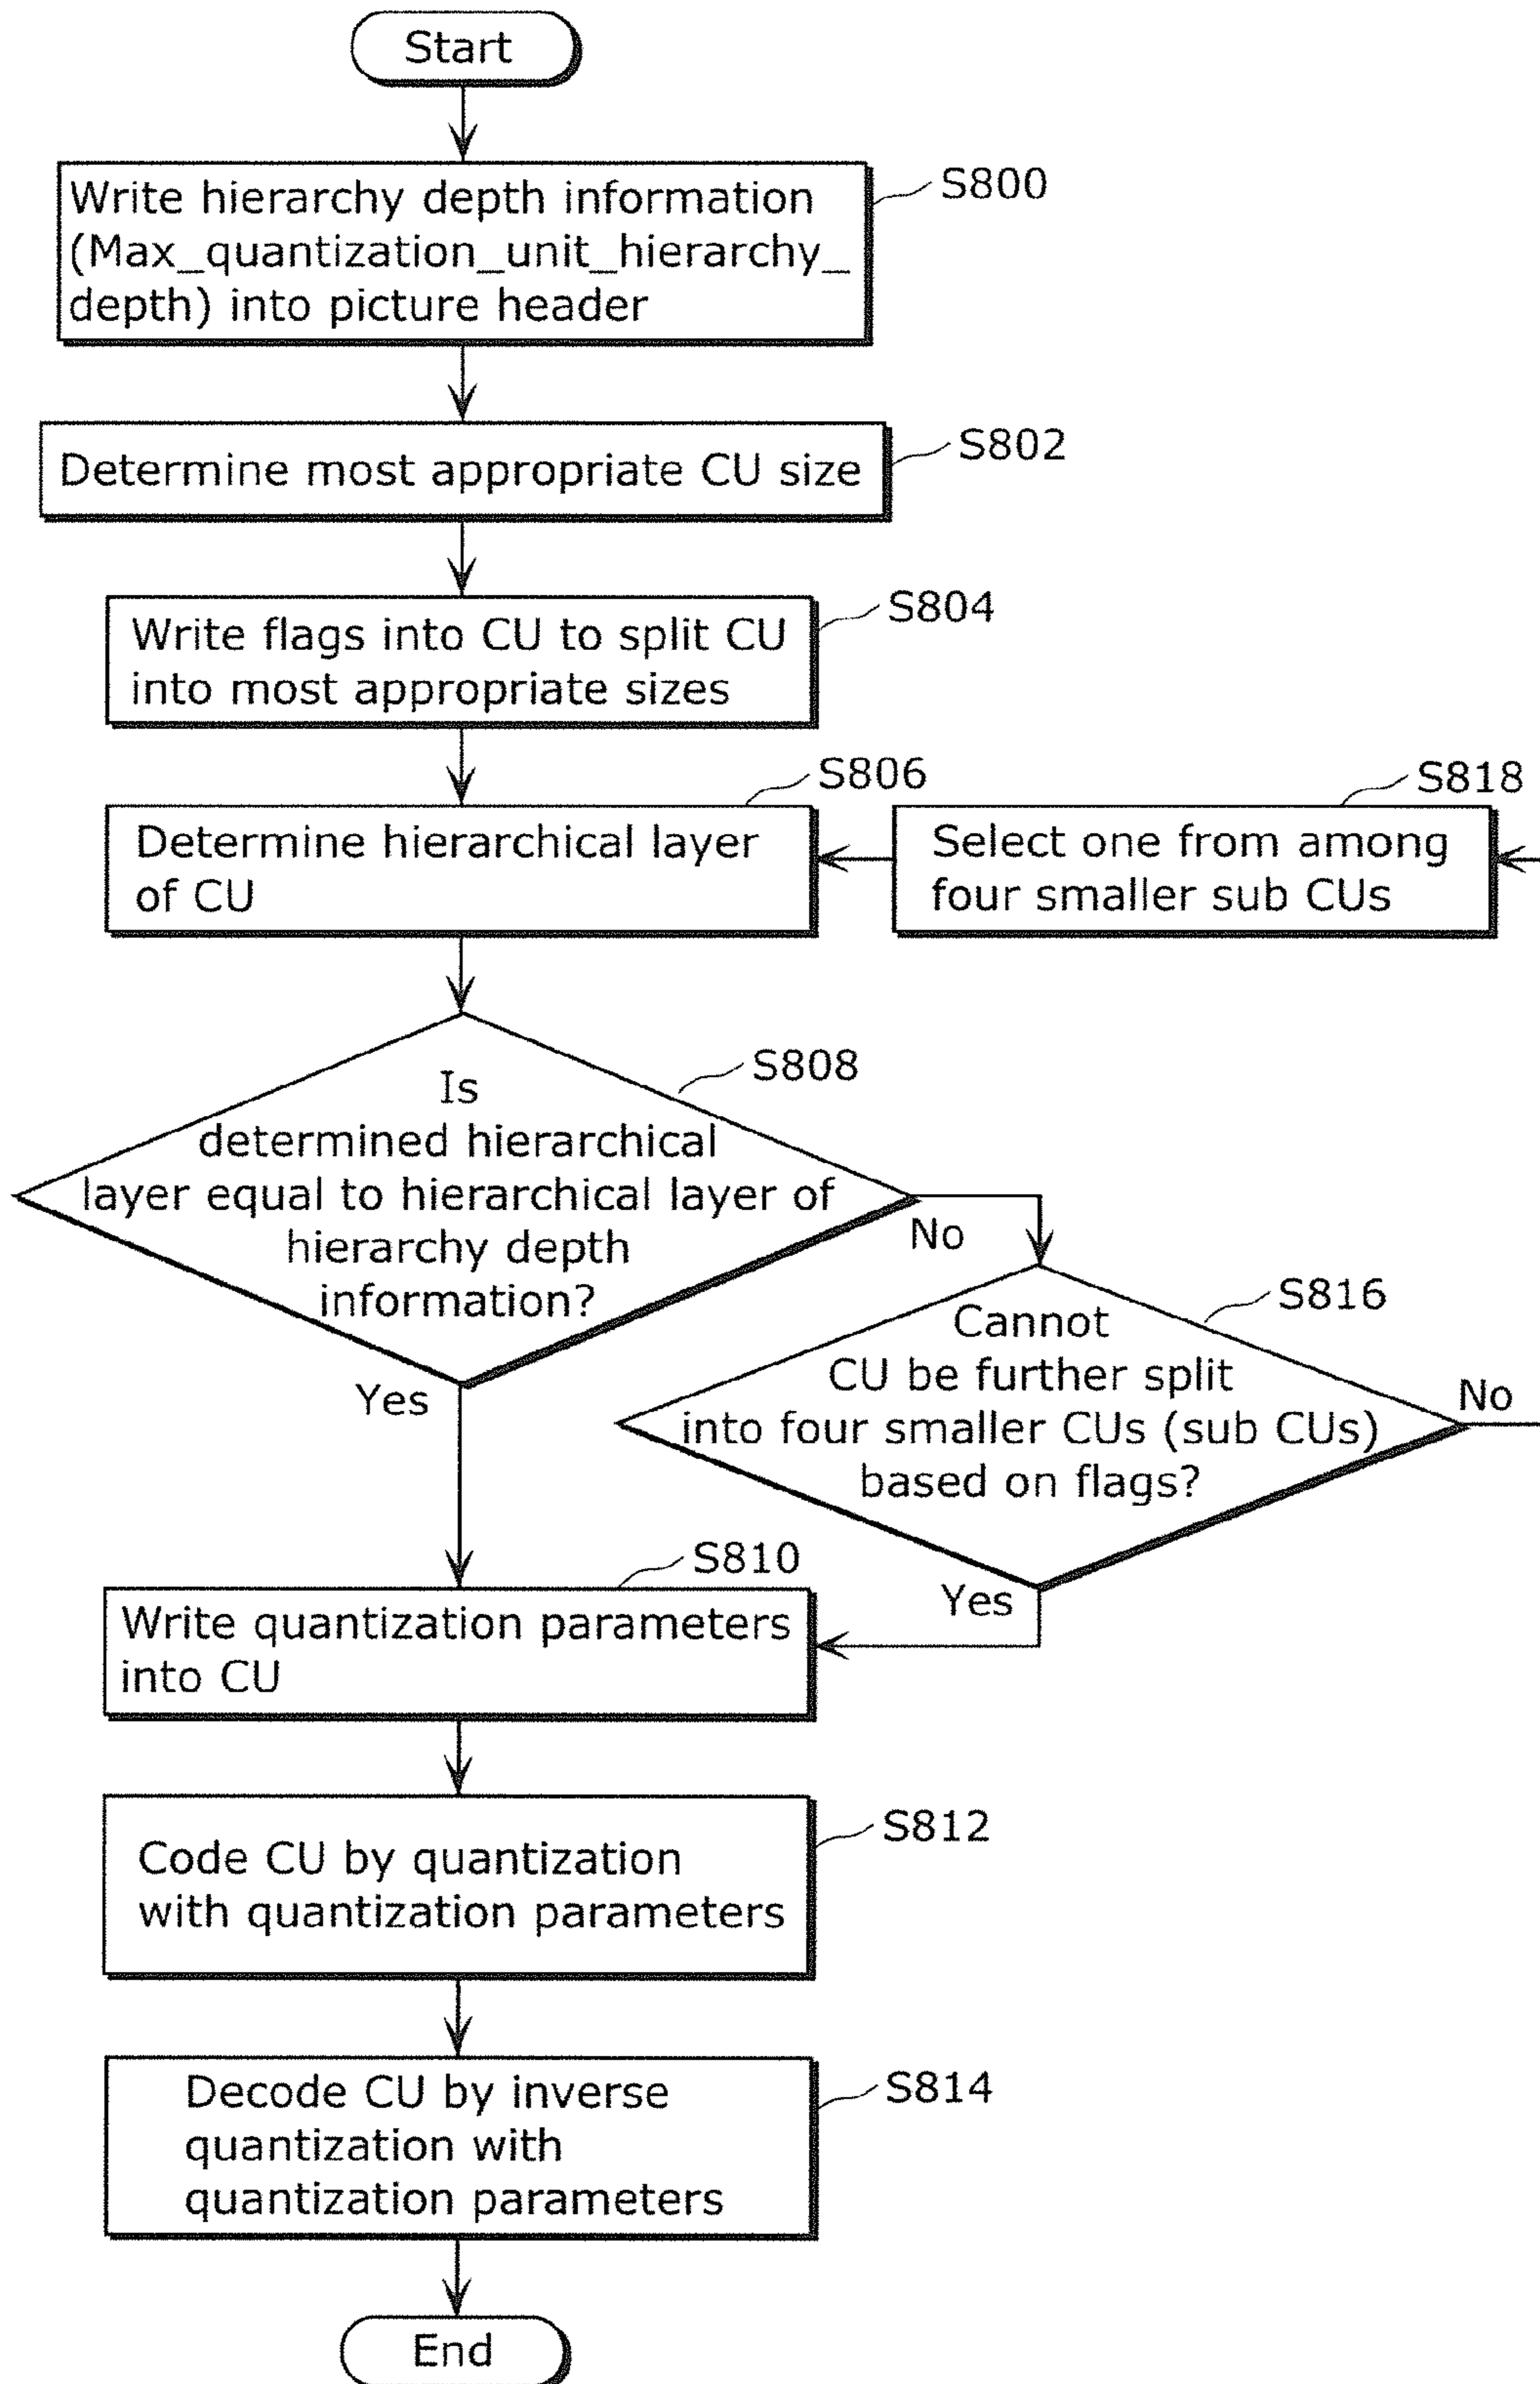 Start
Write hierarchy depth information
(Max_quantization_unit_hierarchy_
depth) into picture header
S800
Determine most appropriate CU size
S802
Write flags into CU to split CU
into most appropriate sizes
S804
Determine hierarchical layer
of CU
S806
Select one from among
four smaller sub CUs
S818
Is
determined hierarchical
layer equal to hierarchical layer of
hierarchy depth
information?
S808
No
Yes
Cannot
CU be further split
into four smaller CUs (sub CUs)
based on flags?
S816
No
Yes
Write quantization parameters
into CU
S810
Code CU by quantization
with quantization parameters
S812
Decode CU by inverse
quantization with
quantization parameters
S814
End